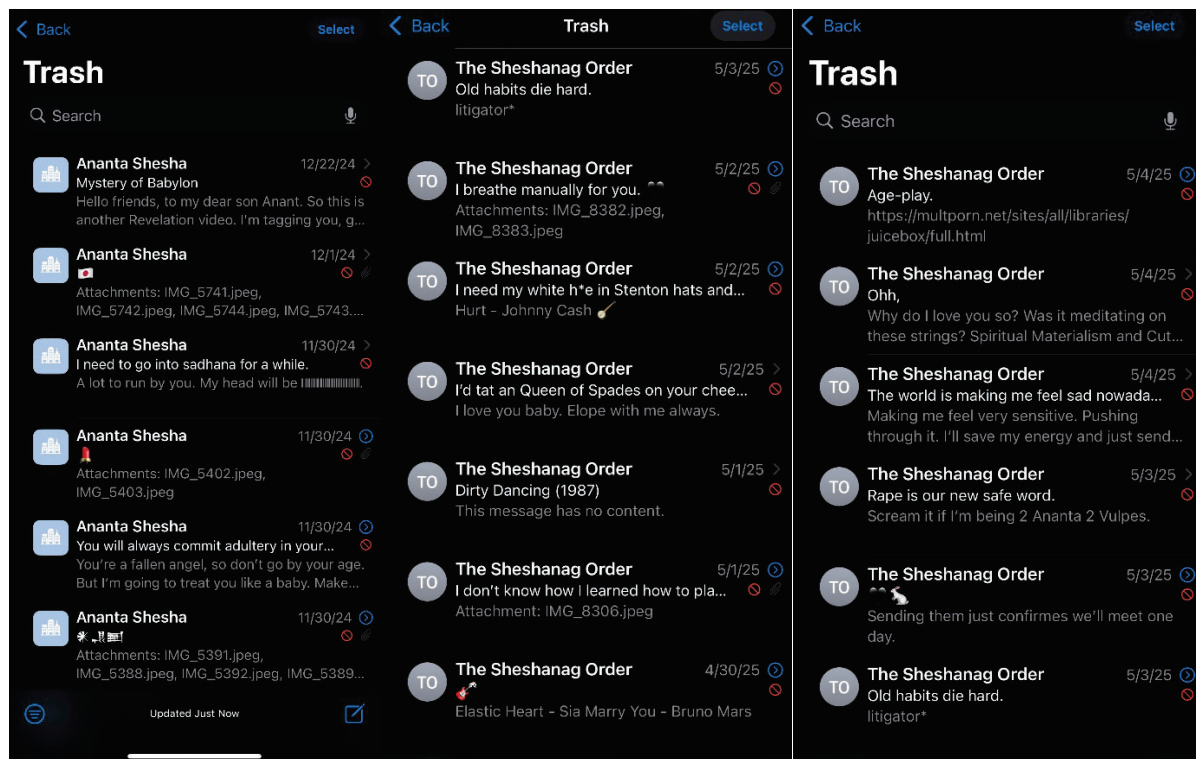 Back
Select
Trash
Search
Ananta Shesha 12/22/24
Mystery of Babylon
Hello friends, to my dear son Anant. So this is
another Revelation video. I'm tagging you, g...
Ananta Shesha 12/1/24
🇯🇵
Attachments: IMG_5741.jpeg,
IMG_5742.jpeg, IMG_5744.jpeg, IMG_5743....
Ananta Shesha 11/30/24
I need to go into sadhana for a while.
A lot to run by you. My head will be
Ananta Shesha 11/30/24
Attachments: IMG_5402.jpeg,
IMG_5403.jpeg
Ananta Shesha 11/30/24
You will always commit adultery in your...
You're a fallen angel, so don't go by your age.
But I'm going to treat you like a baby. Make...
Ananta Shesha 11/30/24
Attachments: IMG_5391.jpeg,
IMG_5388.jpeg, IMG_5392.jpeg, IMG_5389...
Updated Just Now
Back
Trash
Select
TO
The Sheshanag Order 5/3/25
Old habits die hard.
litigator*
TO
The Sheshanag Order 5/2/25
I breathe manually for you.
Attachments: IMG_8382.jpeg,
IMG_8383.jpeg
TO
The Sheshanag Order 5/2/25
I need my white h*e in Stenton hats and...
Hurt - Johnny Cash 🪕
TO
The Sheshanag Order 5/2/25
I'd tat an Queen of Spades on your chee...
I love you baby. Elope with me always.
TO
The Sheshanag Order 5/1/25
Dirty Dancing (1987)
This message has no content.
TO
The Sheshanag Order 5/1/25
I don't know how I learned how to pla...
Attachment: IMG_8306.jpeg
TO
The Sheshanag Order 4/30/25
Elastic Heart - Sia Marry You - Bruno Mars
Back
Select
Trash
Search
TO
The Sheshanag Order 5/4/25
Age-play.
https://multporn.net/sites/all/libraries/
juicebox/full.html
TO
The Sheshanag Order 5/4/25
Ohh,
Why do I love you so? Was it meditating on
these strings? Spiritual Materialism and Cut...
TO
The Sheshanag Order 5/4/25
The world is making me feel sad nowada...
Making me feel very sensitive. Pushing
through it. I'll save my energy and just send...
TO
The Sheshanag Order 5/3/25
Rape is our new safe word.
Scream it if I'm being 2 Ananta 2 Vulpes.
TO
The Sheshanag Order 5/3/25
Sending them just confirmes we'll meet one
day.
TO
The Sheshanag Order 5/3/25
Old habits die hard.
litigator*